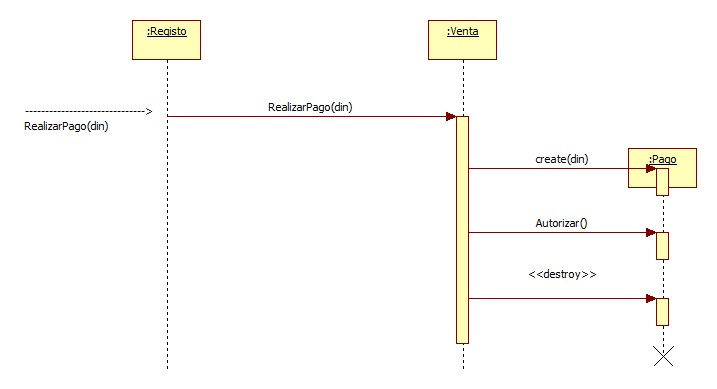 :Registo
:Venta
RealizarPago(din)
RealizarPago(din)
create(din)
:Pago
Autorizar()
<<destroy>>